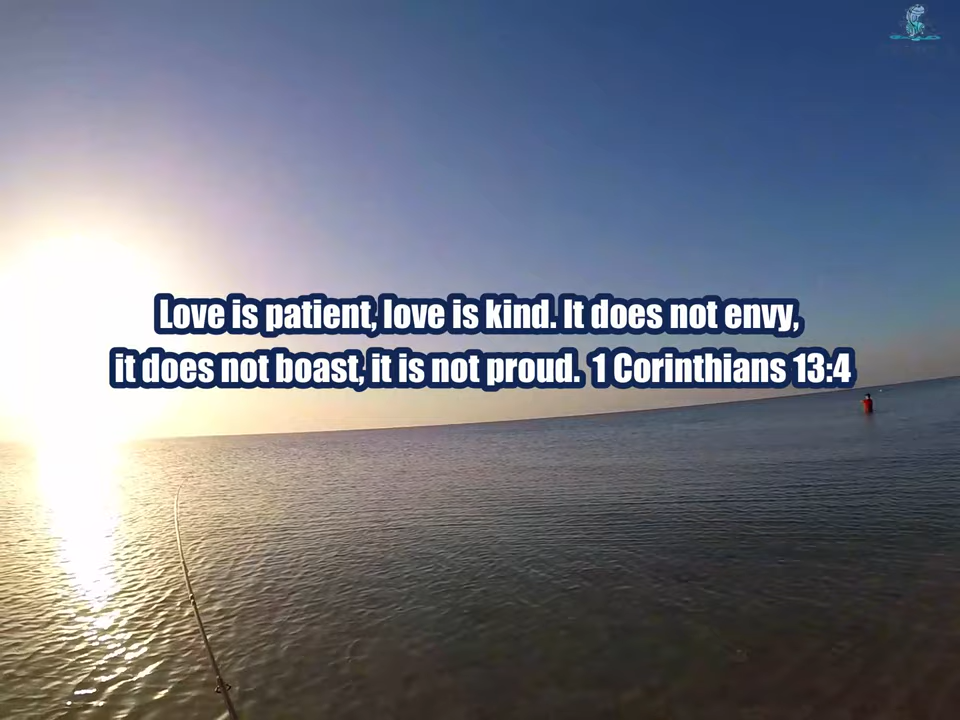 Love is patient, love is kind. It does not envy,
it does not boast, it is not proud.  1 Corinthians 13:4